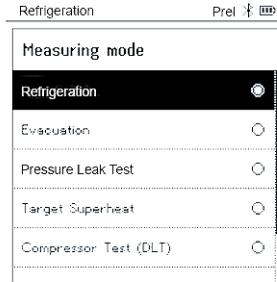 Refrigeration Prel
Measuring mode
Refrigeration
Evacuation
Pressure Leak Test
Target Superheat
Compressor Test (DLT)